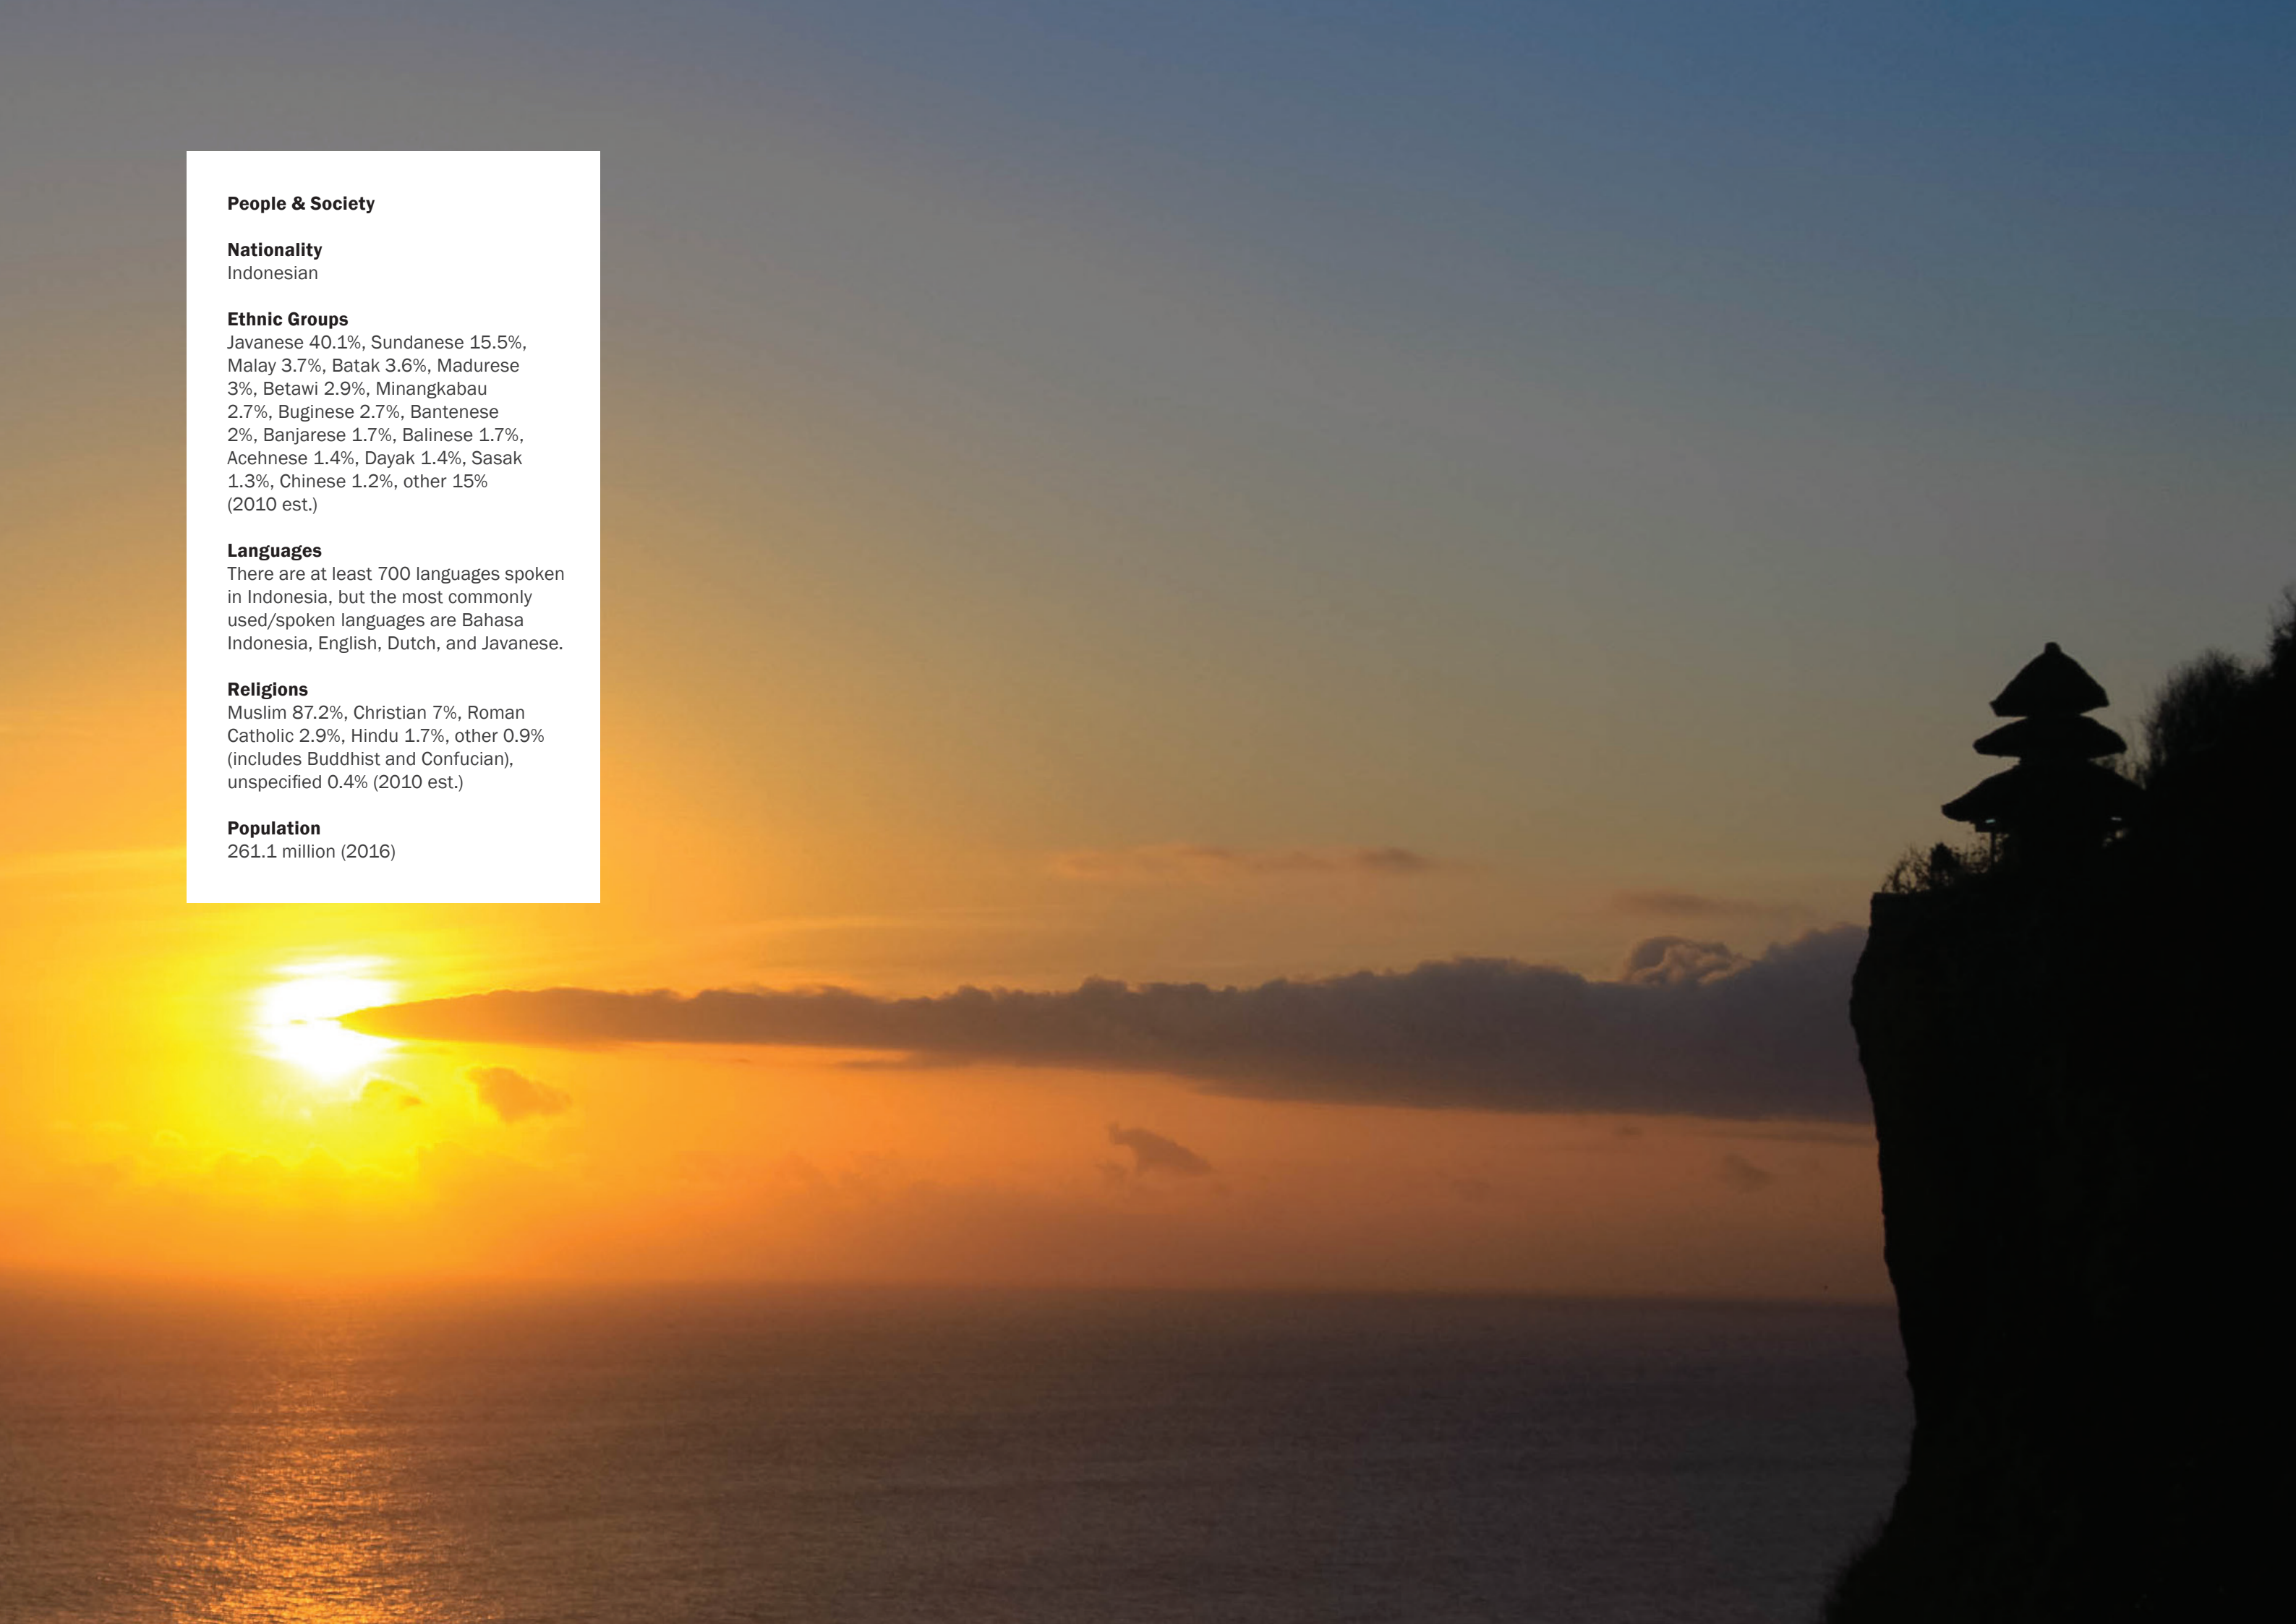 People & Society
Nationality
Indonesian
Ethnic Groups
Javanese 40.1%, Sundanese 15.5%,
Malay 3.7%, Batak 3.6%, Madurese
3%, Betawi 2.9%, Minangkabau
2.7%, Buginese 2.7%, Bantenese
2%, Banjarese 1.7%, Balinese 1.7%,
Acehnese 1.4%, Dayak 1.4%, Sasak
1.3%, Chinese 1.2%, other 15%
(2010 est.)
Languages
There are at least 700 languages spoken
in Indonesia, but the most commonly
used/spoken languages are Bahasa
Indonesia, English, Dutch, and Javanese.
Religions
Muslim 87.2%, Christian 7%, Roman
Catholic 2.9%, Hindu 1.7%, other 0.9%
(includes Buddhist and Confucian),
unspecified 0.4% (2010 est.)
Population
261.1 million (2016)